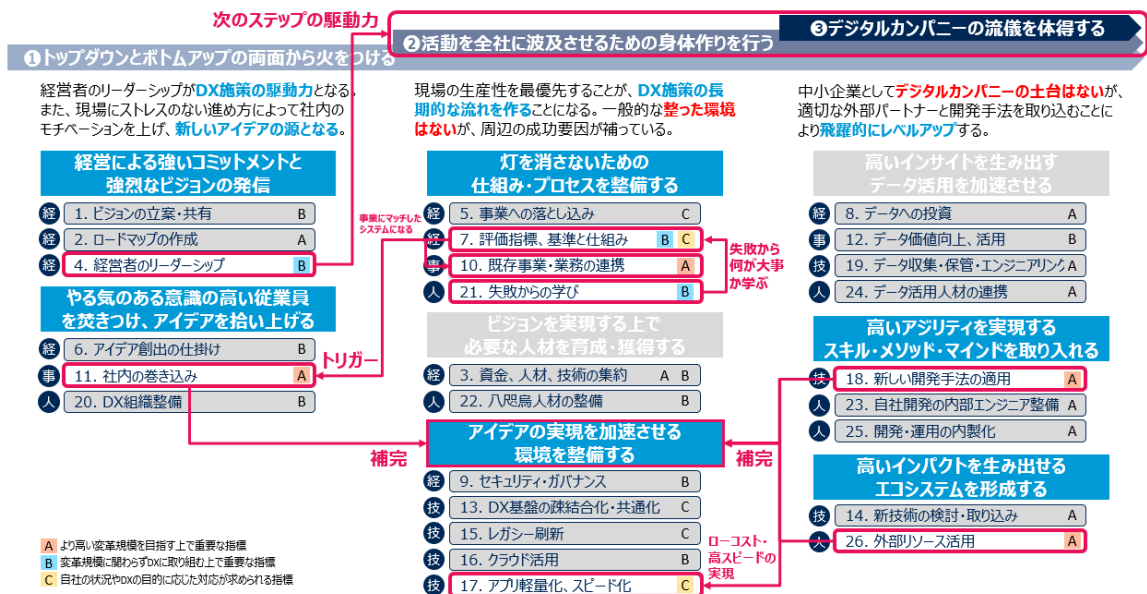 次のステップの駆動力
❶トップダウンとボトムアップの両面から火をつける
❷活動を全社に波及させるための身体作りを行う
❸デジタルカンパニーの流儀を体得する
経営者のリーダーシップがDX施策の駆動力となる。
また、現場にストレスのない進め方によって社内の
モチベーションを上げ、新しいアイデアの源となる。
経営による強いコミットメントと
強烈なビジョンの発信
経 1. ビジョンの立案・共有 B
経 2. ロードマップの作成 A
経 4. 経営者のリーダーシップ B
やる気のある意識の高い従業員
を焚きつけ、アイデアを拾い上げる
経 6. アイデア創出の仕掛け B
事 11. 社内の巻き込み A
人 20. DX組織整備 B
トリガー
補完
事業にマッチした
システムになる
現場の生産性を最優先することが、DX施策の長
期的な流れを作ることになる。一般的な整った環境
はないが、周辺の成功要因が補っている。
灯を消さないための
仕組み・プロセスを整備する
経 5. 事業への落とし込み C
経 7. 評価指標、基準と仕組み B C
事 10. 既存事業・業務の連携 A
人 21. 失敗からの学び B
失敗から
何が大事
か学ぶ
ビジョンを実現する上で
必要な人材を育成・獲得する
経 3. 資金、人材、技術の集約 A B
人 22. 八咫烏人材の整備 B
アイデアの実現を加速させる
環境を整備する
経 9. セキュリティ・ガバナンス B
技 13. DX基盤の疎結合化・共通化 C
技 15. レガシー刷新 C
技 16. クラウド活用 B
技 17. アプリ軽量化、スピード化 C
補完
ローコスト・
高スピードの
実現
中小企業としてデジタルカンパニーの土台はないが、
適切な外部パートナーと開発手法を取り込むことに
より飛躍的にレベルアップする。
高いインサイトを生み出す
データ活用を加速させる
経 8. データへの投資 A
事 12. データ価値向上、活用 B
技 19. データ収集・保管・エンジニアリング A
人 24. データ活用人材の連携 A
高いアジリティを実現する
スキル・メソッド・マインドを取り入れる
技 18. 新しい開発手法の適用 A
人 23. 自社開発の内部エンジニア整備 A
人 25. 開発・運用の内製化 A
高いインパクトを生み出せる
エコシステムを形成する
技 14. 新技術の検討・取り込み A
人 26. 外部リソース活用 A
A より高い変革規模を目指す上で重要な指標
B 変革規模に関わらずDXに取り組む上で重要な指標
C 自社の状況やDXの目的に応じた対応が求められる指標